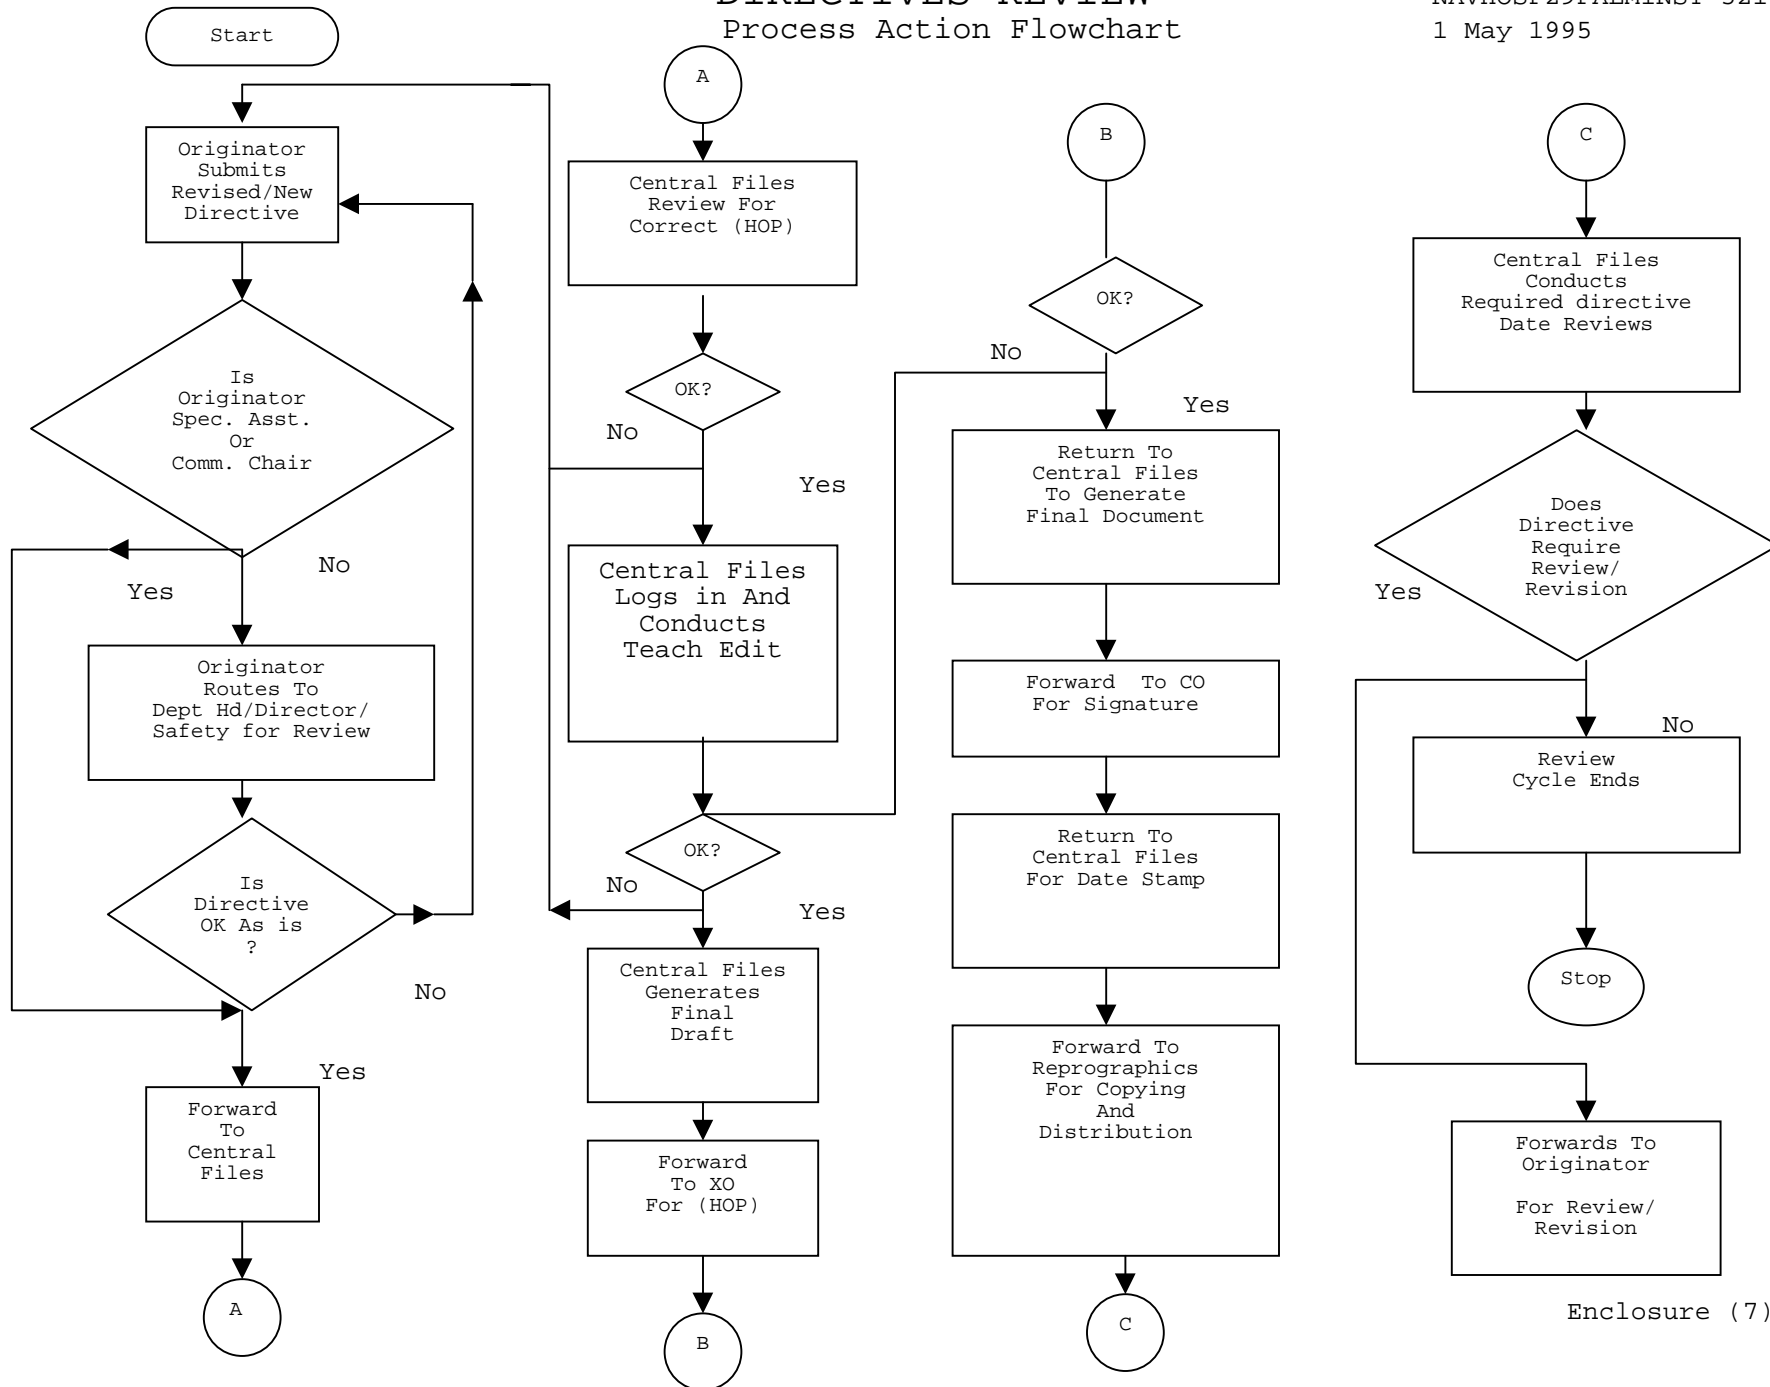 DIRECTIVES REVIEW
Process Action Flowchart
1 May 1995
Start
Originator
Submits
Revised/New
Directive
Is
Originator
Spec. Asst.
Or
Comm. Chair
No
Yes
Originator
Routes To
Dept Hd/Director/
Safety for Review
Is
Directive
OK As is
?
No
Yes
Forward
To
Central
Files
A
A
Central Files
Review For
Correct (HOP)
OK?
No
Yes
Central Files
Logs in And
Conducts
Teach Edit
OK?
No
Yes
Central Files
Generates
Final
Draft
Forward
To XO
For (HOP)
B
B
OK?
No
Yes
Return To
Central Files
To Generate
Final Document
Forward  To CO
For Signature
Return To
Central Files
For Date Stamp
Forward To
Reprographics
For Copying
And
Distribution
C
C
Central Files
Conducts
Required directive
Date Reviews
Does
Directive
Require
Review/
Revision
Yes
No
Review
Cycle Ends
Stop
Forwards To
Originator
For Review/
Revision
Enclosure (7)